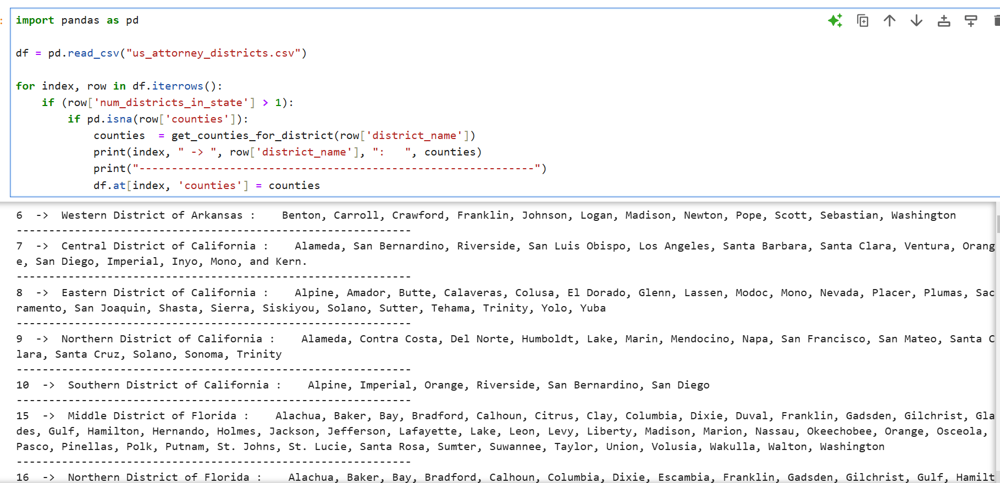 :
import pandas as pd
df = pd.read_csv("us_attorney_districts.csv")
for index, row in df.iterrows():
    if (row['num_districts_in_state'] > 1):
        if pd.isna(row['counties']):
            counties  = get_counties_for_district(row['district_name'])
            print(index, " -> ", row['district_name'], ":   ", counties)
            print("-------------------------------------------------------------")
            df.at[index, 'counties'] = counties
6  ->  Western District of Arkansas :    Benton, Carroll, Crawford, Franklin, Johnson, Logan, Madison, Newton, Pope, Scott, Sebastian, Washington
-------------------------------------------------------------
7  ->  Central District of California :    Alameda, San Bernardino, Riverside, San Luis Obispo, Los Angeles, Santa Barbara, Santa Clara, Ventura, Orang
e, San Diego, Imperial, Inyo, Mono, and Kern.
-------------------------------------------------------------
8  ->  Eastern District of California :    Alpine, Amador, Butte, Calaveras, Colusa, El Dorado, Glenn, Lassen, Modoc, Mono, Nevada, Placer, Plumas, Sac
ramento, San Joaquin, Shasta, Sierra, Siskiyou, Solano, Sutter, Tehama, Trinity, Yolo, Yuba
-------------------------------------------------------------
9  ->  Northern District of California :    Alameda, Contra Costa, Del Norte, Humboldt, Lake, Marin, Mendocino, Napa, San Francisco, San Mateo, Santa C
lara, Santa Cruz, Solano, Sonoma, Trinity
-------------------------------------------------------------
10  ->  Southern District of California :    Alpine, Imperial, Orange, Riverside, San Bernardino, San Diego
-------------------------------------------------------------
15  ->  Middle District of Florida :    Alachua, Baker, Bay, Bradford, Calhoun, Citrus, Clay, Columbia, Dixie, Duval, Franklin, Gadsden, Gilchrist, Gla
des, Gulf, Hamilton, Hernando, Holmes, Jackson, Jefferson, Lafayette, Lake, Leon, Levy, Liberty, Madison, Marion, Nassau, Okeechobee, Orange, Osceola,
Pasco, Pinellas, Polk, Putnam, St. Johns, St. Lucie, Santa Rosa, Sumter, Suwannee, Taylor, Union, Volusia, Wakulla, Walton, Washington
-------------------------------------------------------------
16  ->  Northern District of Florida :    Alachua, Baker, Bay, Bradford, Calhoun, Columbia, Dixie, Escambia, Franklin, Gadsden, Gilchrist, Gulf, Hamilt